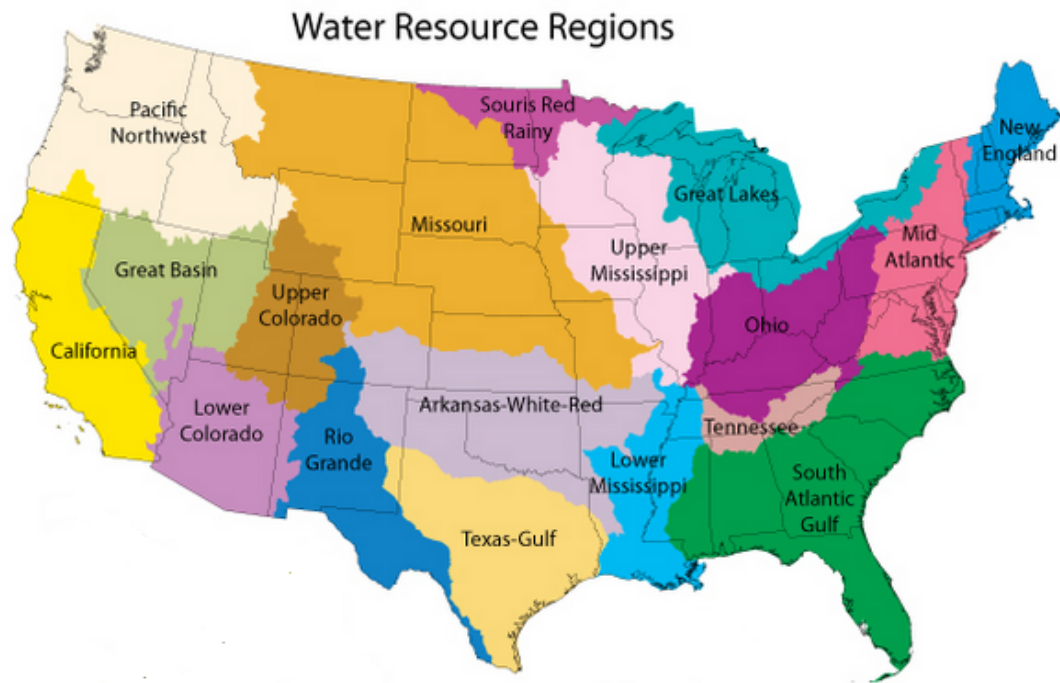 Water Resource Regions
Pacific
Northwest
Souris Red
Rainy
New
England
Great Lakes
Missouri
Mid
Atlantic
Upper
Mississippi
Great Basin
Upper
Colorado
Ohio
California
Arkansas-White-Red
Lower
Colorado
Tennessee
Rio
Grande
Lower
Mississippi
South
Atlantic
Gulf
Texas-Gulf